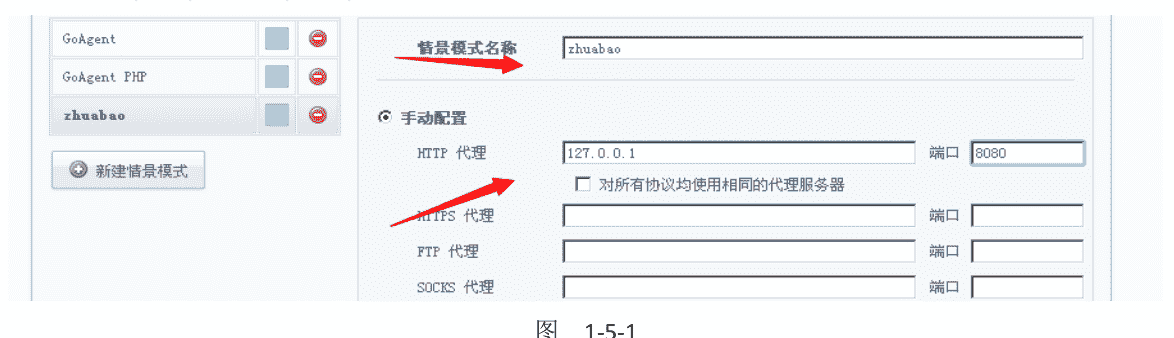 GoAgent
GoAgent PHP
zhuabao
新建情景模式
情景模式名称 zhuabao
手动配置
HTTP 代理 127.0.0.1 端口 8080
对所有协议均使用相同的代理服务器
HTTPS 代理 端口
FTP 代理 端口
SOCKS 代理 端口
图 1-5-1